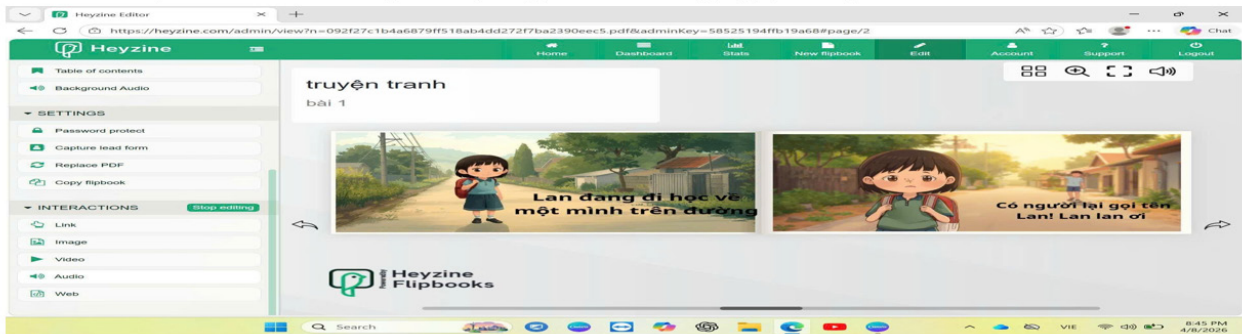 Heyzine Editor
https://heyzine.com/admin/view?n=092f27c1b4a6879ff518ab4dd272f7ba2390eec5.pdf&adminKey=58525194ffb19a68#page/2
Chat
Heyzine
Home
Dashboard
Stats
New flipbook
Edit
Account
Support
Logout
Table of contents
Background Audio
SETTINGS
Password protect
Capture lead form
Replace PDF
Copy flipbook
INTERACTIONS
Stop editing
Link
Image
Video
Audio
Web
truyện tranh
bài 1
Lan đang đi học về
một mình trên đường
Có người lại gọi tên
Lan! Lan lan ơi
Powered by
Heyzine
Flipbooks
Search
VIE
8:45 PM
4/8/2026